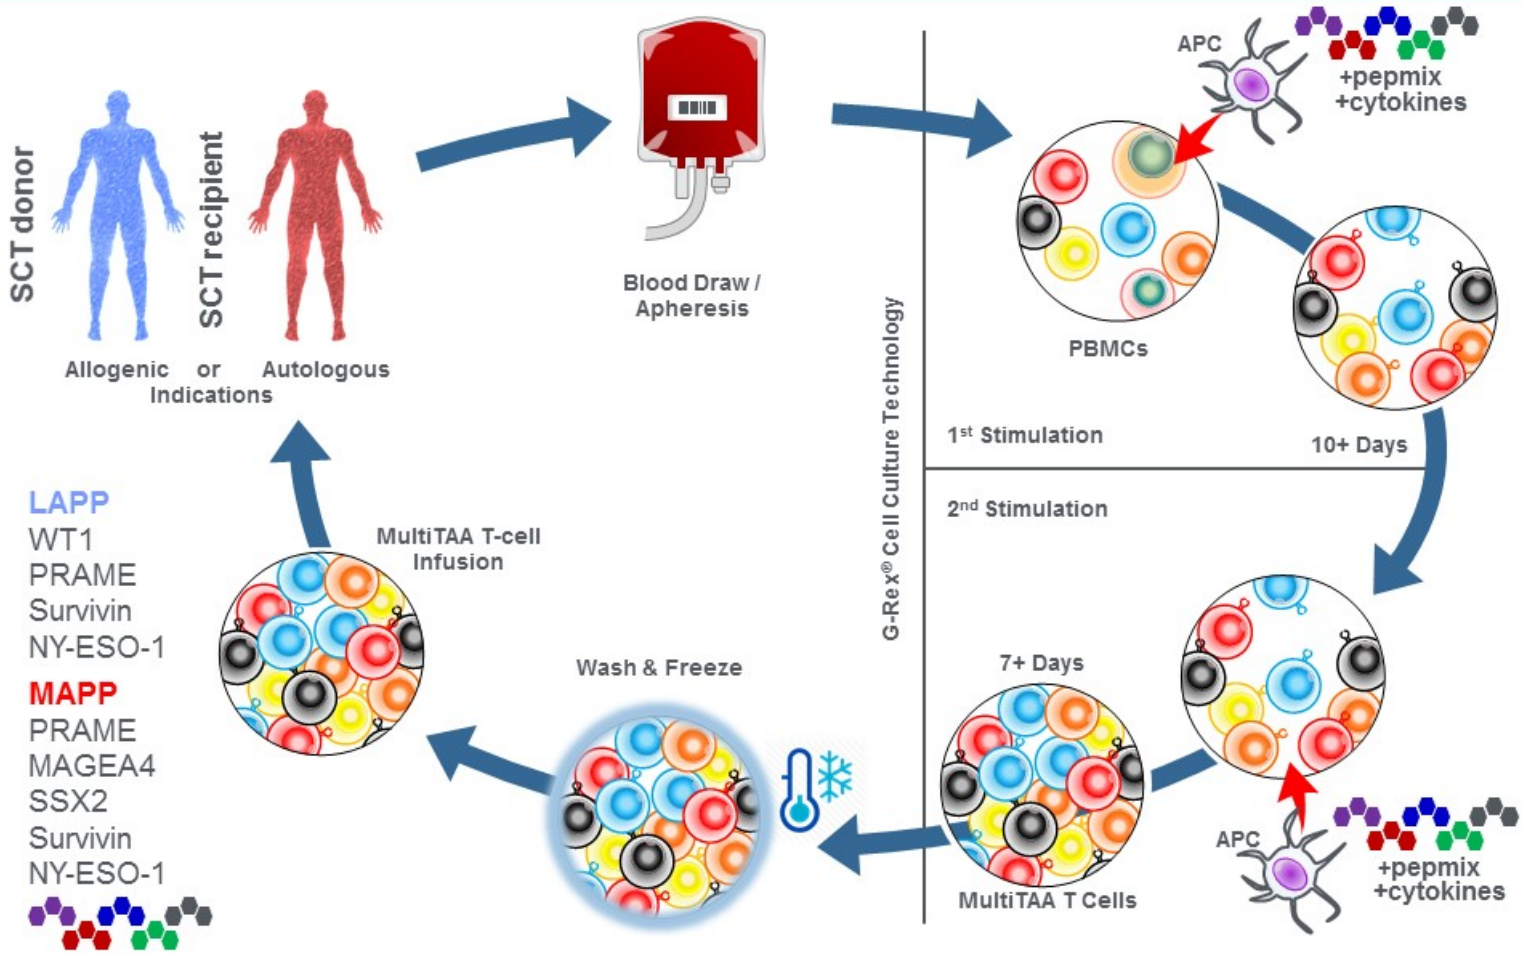 SCT donor
SCT recipient
Allogenic or Autologous
Indications
Blood Draw /
Apheresis
G-Rex® Cell Culture Technology
APC
+pepmix
+cytokines
PBMCs
1st Stimulation
10+ Days
2nd Stimulation
APC
+pepmix
+cytokines
7+ Days
MultiTAA T Cells
Wash & Freeze
MultiTAA T-cell
Infusion
LAPP
WT1
PRAME
Survivin
NY-ESO-1
MAPP
PRAME
MAGEA4
SSX2
Survivin
NY-ESO-1